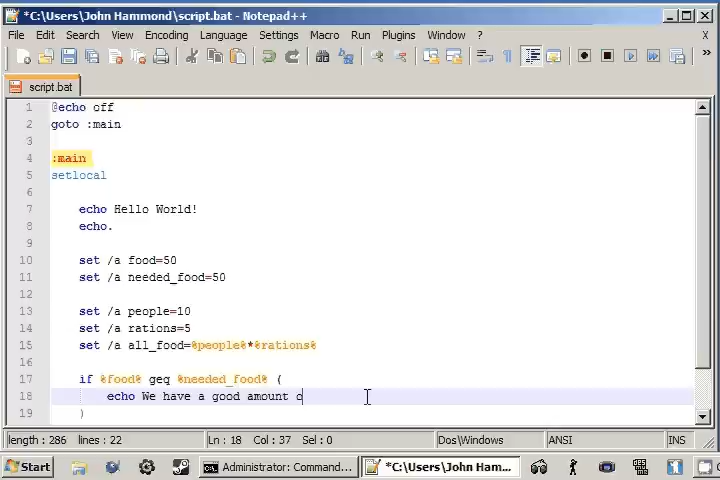 *C:\Users\John Hammond\script.bat - Notepad++
File Edit Search View Encoding Language Settings Macro Run Plugins Window ? X
script.bat
1 @echo off
2 goto :main
3
4 :main
5 setlocal
6
7 echo Hello World!
8 echo.
9
10 set /a food=50
11 set /a needed_food=50
12
13 set /a people=10
14 set /a rations=5
15 set /a all_food=%people%*%rations%
16
17 if %food% geq %needed_food% (
18 echo We have a good amount o
19 )
length : 286 lines : 22 Ln : 18 Col : 37 Sel : 0 Dos\Windows ANSI INS
Start Administrator: Command... *C:\Users\John Hamm...